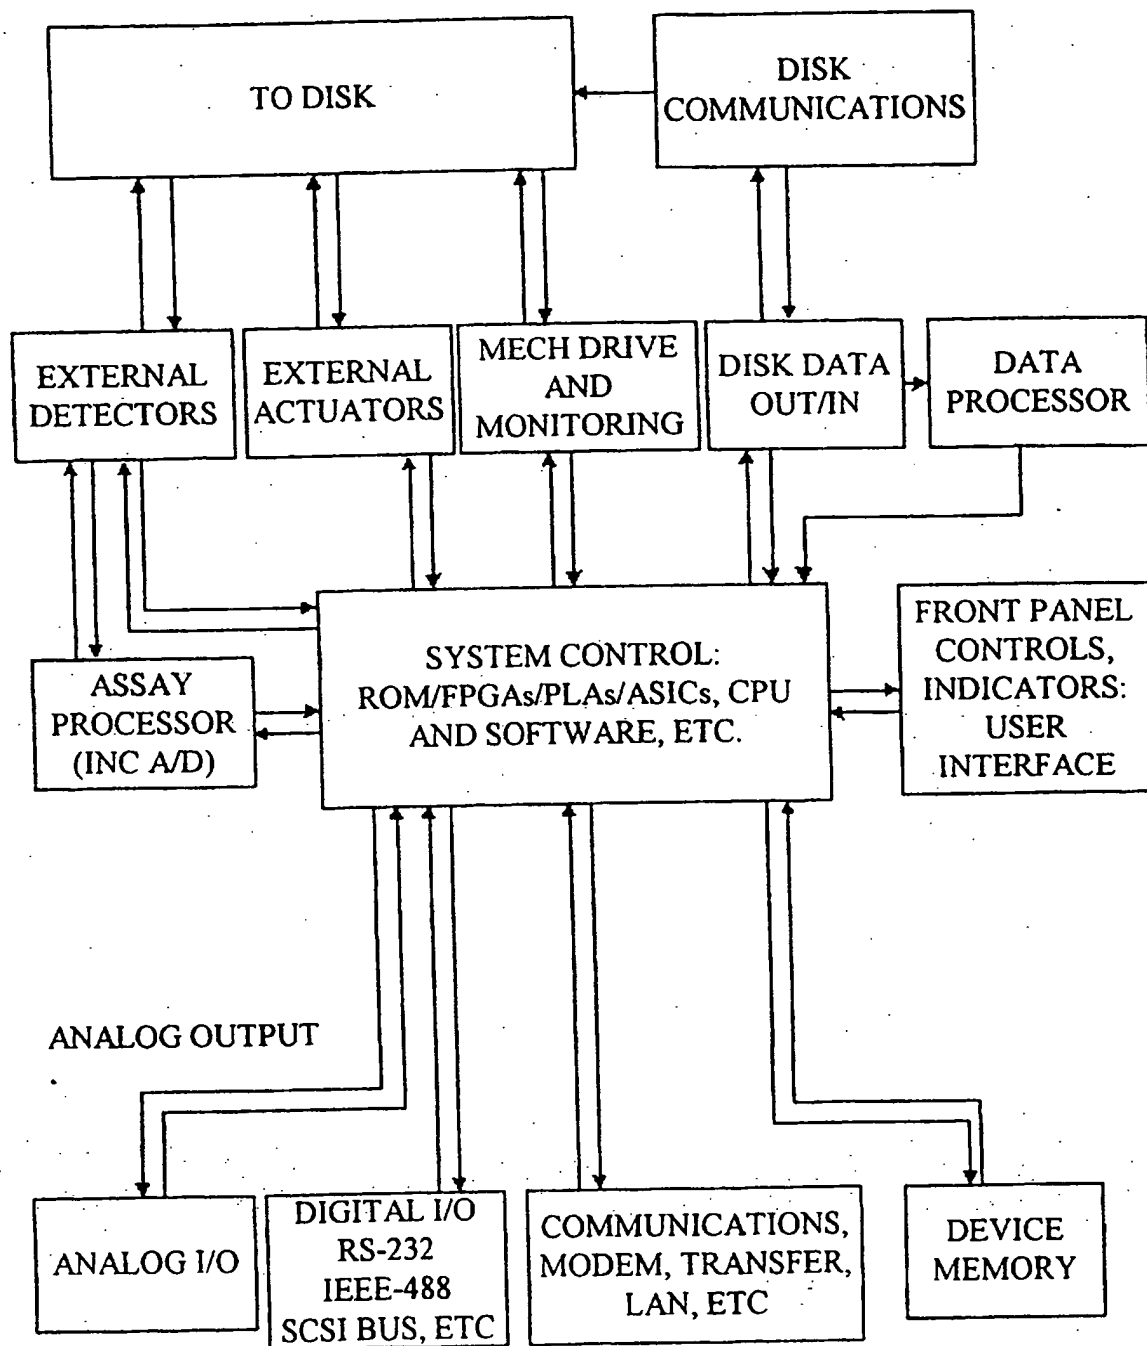 TO DISK
DISK
COMMUNICATIONS
EXTERNAL
DETECTORS
EXTERNAL
ACTUATORS
MECH DRIVE
AND
MONITORING
DISK DATA
OUT/IN
DATA
PROCESSOR
ASSAY
PROCESSOR
(INC A/D)
SYSTEM CONTROL:
ROM/FPGAs/PLAs/ASICs, CPU
AND SOFTWARE, ETC.
FRONT PANEL
CONTROLS,
INDICATORS:
USER
INTERFACE
ANALOG OUTPUT
ANALOG I/O
DIGITAL I/O
RS-232
IEEE-488
SCSI BUS, ETC
COMMUNICATIONS,
MODEM, TRANSFER,
LAN, ETC
DEVICE
MEMORY